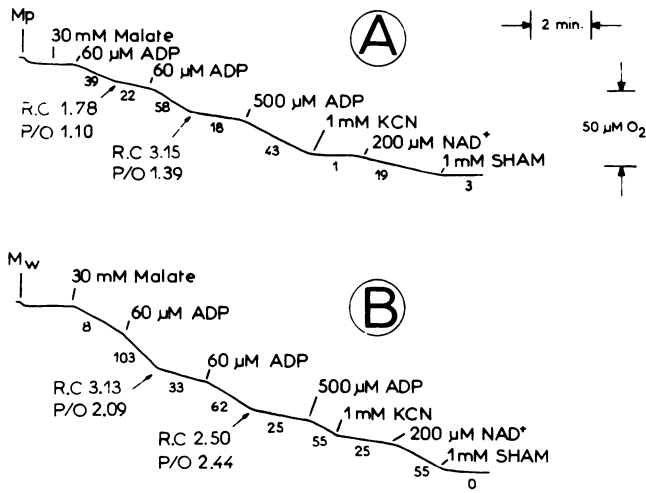 Mp
30 mM Malate
60 µM ADP
60 µM ADP
39
22
58
R.C 1.78
P/O 1.10
R.C 3.15
P/O 1.39
18
500 µM ADP
1 mM KCN
43
1
200 µM NAD+
19
1 mM SHAM
3
A
2 min.
50 µM O2
Mw
30 mM Malate
8
60 µM ADP
103
R.C 3.13
P/O 2.09
33
60 µM ADP
62
R.C 2.50
P/O 2.44
25
500 µM ADP
55
1 mM KCN
25
200 µM NAD+
55
1 mM SHAM
0
B